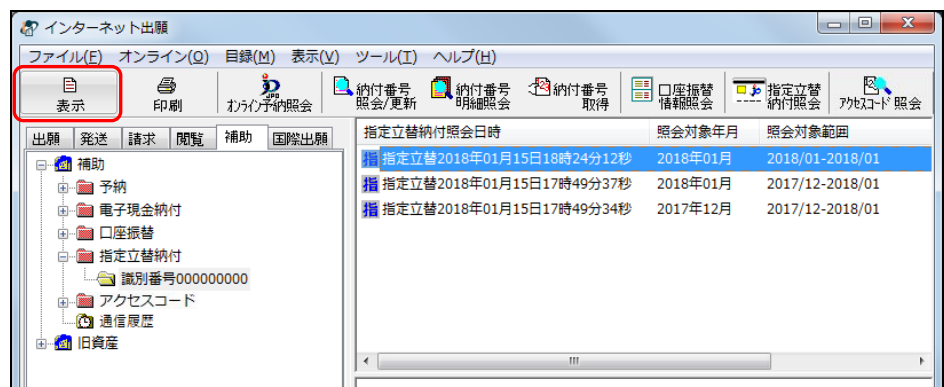 インターネット出願
ファイル(F) オンライン(O) 目録(M) 表示(V) ツール(T) ヘルプ(H)
表示
印刷
オンライン予納照会
納付番号
照会/更新
納付番号
明細照会
納付番号
取得
口座振替
情報照会
指定立替
納付照会
アクセスコード照会
出願 発送 請求 閲覧 補助 国際出願
補助
予納
電子現金納付
口座振替
指定立替納付
識別番号000000000
アクセスコード
通信履歴
旧資産
指定立替納付照会日時 照会対象年月 照会対象範囲
指 指定立替2018年01月15日18時24分12秒 2018年01月 2018/01-2018/01
指 指定立替2018年01月15日17時49分37秒 2018年01月 2017/12-2018/01
指 指定立替2018年01月15日17時49分34秒 2017年12月 2017/12-2018/01